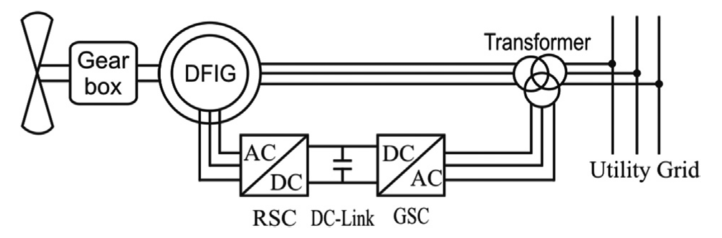 Gear
box
DFIG
Transformer
AC
DC
DC
AC
RSC
DC-Link
GSC
Utility Grid